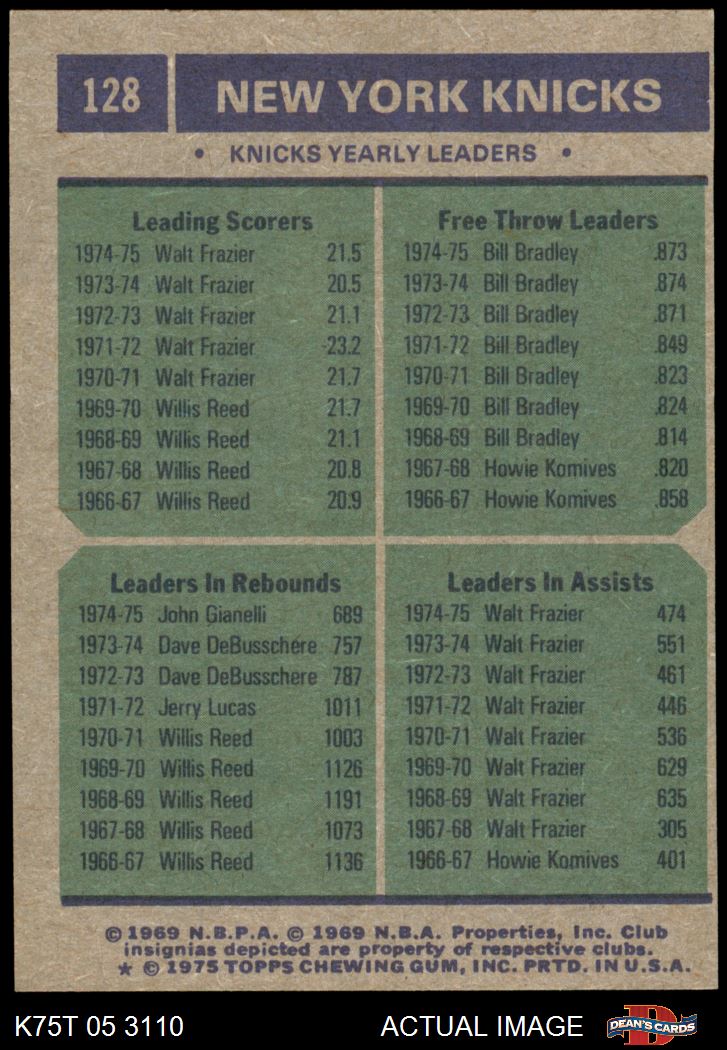 128 NEW YORK KNICKS
• KNICKS YEARLY LEADERS •
Leading Scorers
1974-75 Walt Frazier 21.5
1973-74 Walt Frazier 20.5
1972-73 Walt Frazier 21.1
1971-72 Walt Frazier 23.2
1970-71 Walt Frazier 21.7
1969-70 Willis Reed 21.7
1968-69 Willis Reed 21.1
1967-68 Willis Reed 20.8
1966-67 Willis Reed 20.9
Free Throw Leaders
1974-75 Bill Bradley .873
1973-74 Bill Bradley .874
1972-73 Bill Bradley .871
1971-72 Bill Bradley .849
1970-71 Bill Bradley .823
1969-70 Bill Bradley .824
1968-69 Bill Bradley .814
1967-68 Howie Komives .820
1966-67 Howie Komives .858
Leaders In Rebounds
1974-75 John Gianelli 689
1973-74 Dave DeBusschere 757
1972-73 Dave DeBusschere 787
1971-72 Jerry Lucas 1011
1970-71 Willis Reed 1003
1969-70 Willis Reed 1126
1968-69 Willis Reed 1191
1967-68 Willis Reed 1073
1966-67 Willis Reed 1136
Leaders In Assists
1974-75 Walt Frazier 474
1973-74 Walt Frazier 551
1972-73 Walt Frazier 461
1971-72 Walt Frazier 446
1970-71 Walt Frazier 536
1969-70 Walt Frazier 629
1968-69 Walt Frazier 635
1967-68 Walt Frazier 305
1966-67 Howie Komives 401
© 1969 N.B.P.A. © 1969 N.B.A. Properties, Inc. Club
insignias depicted are property of respective clubs.
★ © 1975 TOPPS CHEWING GUM, INC. PRTD. IN U.S.A.
K75T 05 3110 ACTUAL IMAGE
D
DEAN'S CARDS